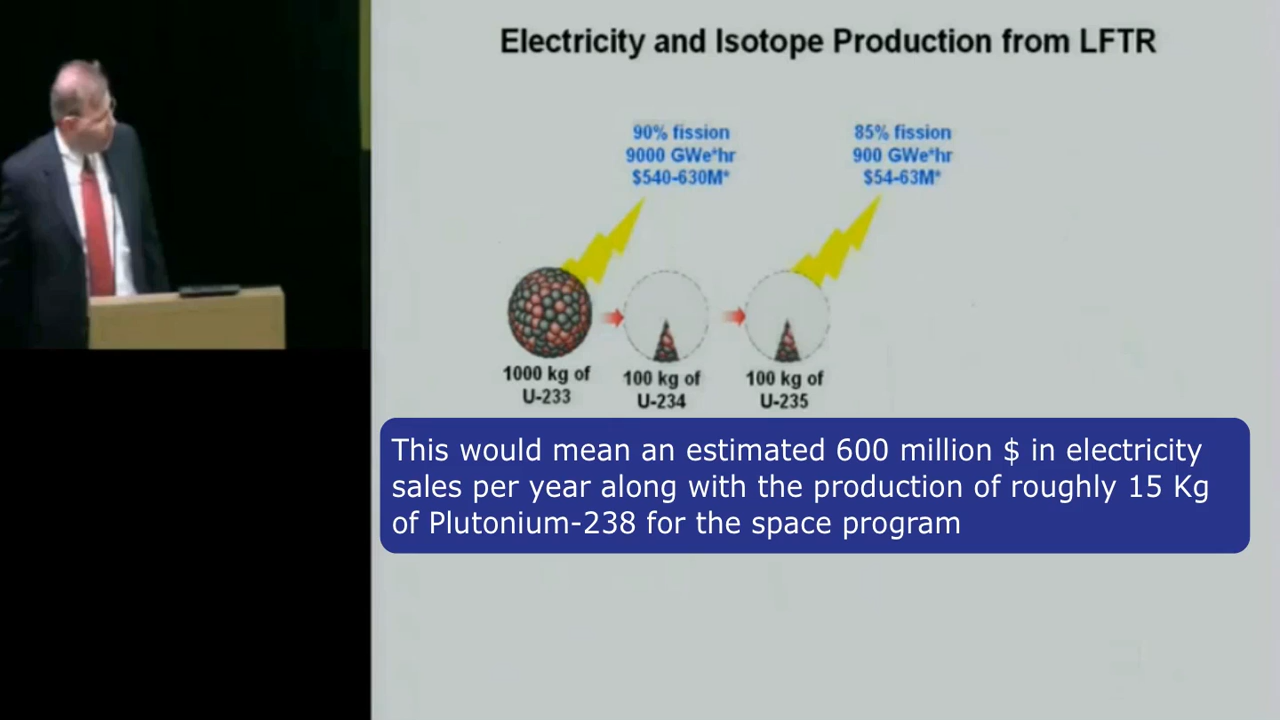 Electricity and Isotope Production from LFTR
90% fission
9000 GWe*hr
$540-630M*
85% fission
900 GWe*hr
$54-63M*
1000 kg of
U-233
100 kg of
U-234
100 kg of
U-235
This would mean an estimated 600 million $ in electricity
sales per year along with the production of roughly 15 Kg
of Plutonium-238 for the space program